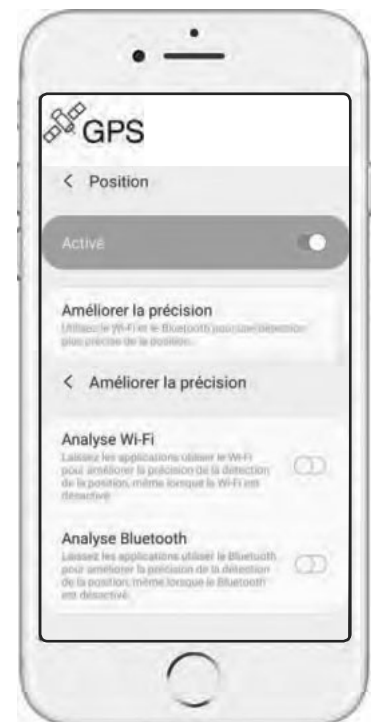 GPS
< Position
Activé
Améliorer la précision
Utilisez le Wi-Fi et le Bluetooth pour une détection
plus précise de la position.
< Améliorer la précision
Analyse Wi-Fi
Laissez les applications utiliser le Wi-Fi
pour améliorer la précision de la détection
de la position, même lorsque le Wi-Fi est
désactivé.
Analyse Bluetooth
Laissez les applications utiliser le Bluetooth
pour améliorer la précision de la détection
de la position, même lorsque le Bluetooth
est désactivé.